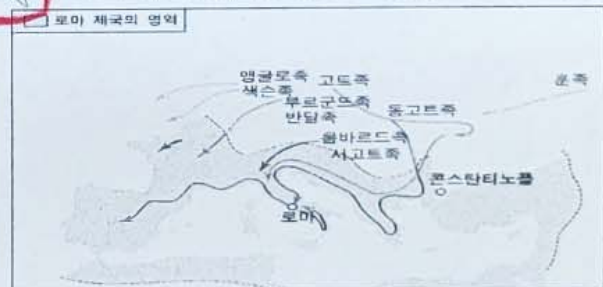 로마 제국의 영역
앵글로족 고드족 훈족
색슨족
부르군뜨족 동고트족
반달족
롬바르드족
서고트족
콘스탄티노플
로마